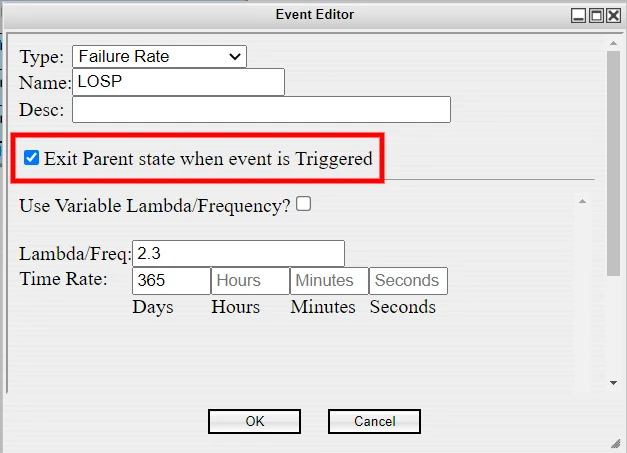 Event Editor
Type: Failure Rate
Name: LOSP
Desc:
Exit Parent state when event is Triggered
Use Variable Lambda/Frequency?
Lambda/Freq: 2.3
Time Rate: 365 Hours Minutes Seconds
Days Hours Minutes Seconds
OK Cancel